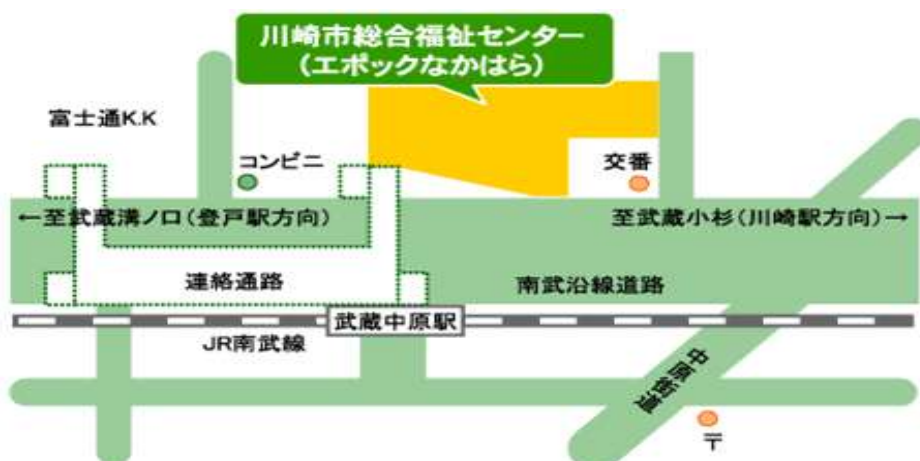 川崎市総合福祉センター
(エポックなかはら)
富士通K.K
コンビニ
交番
←至武蔵溝ノ口(登戸駅方向)
至武蔵小杉(川崎駅方向)→
連絡通路
南武沿線道路
武蔵中原駅
JR南武線
中原街道
〒